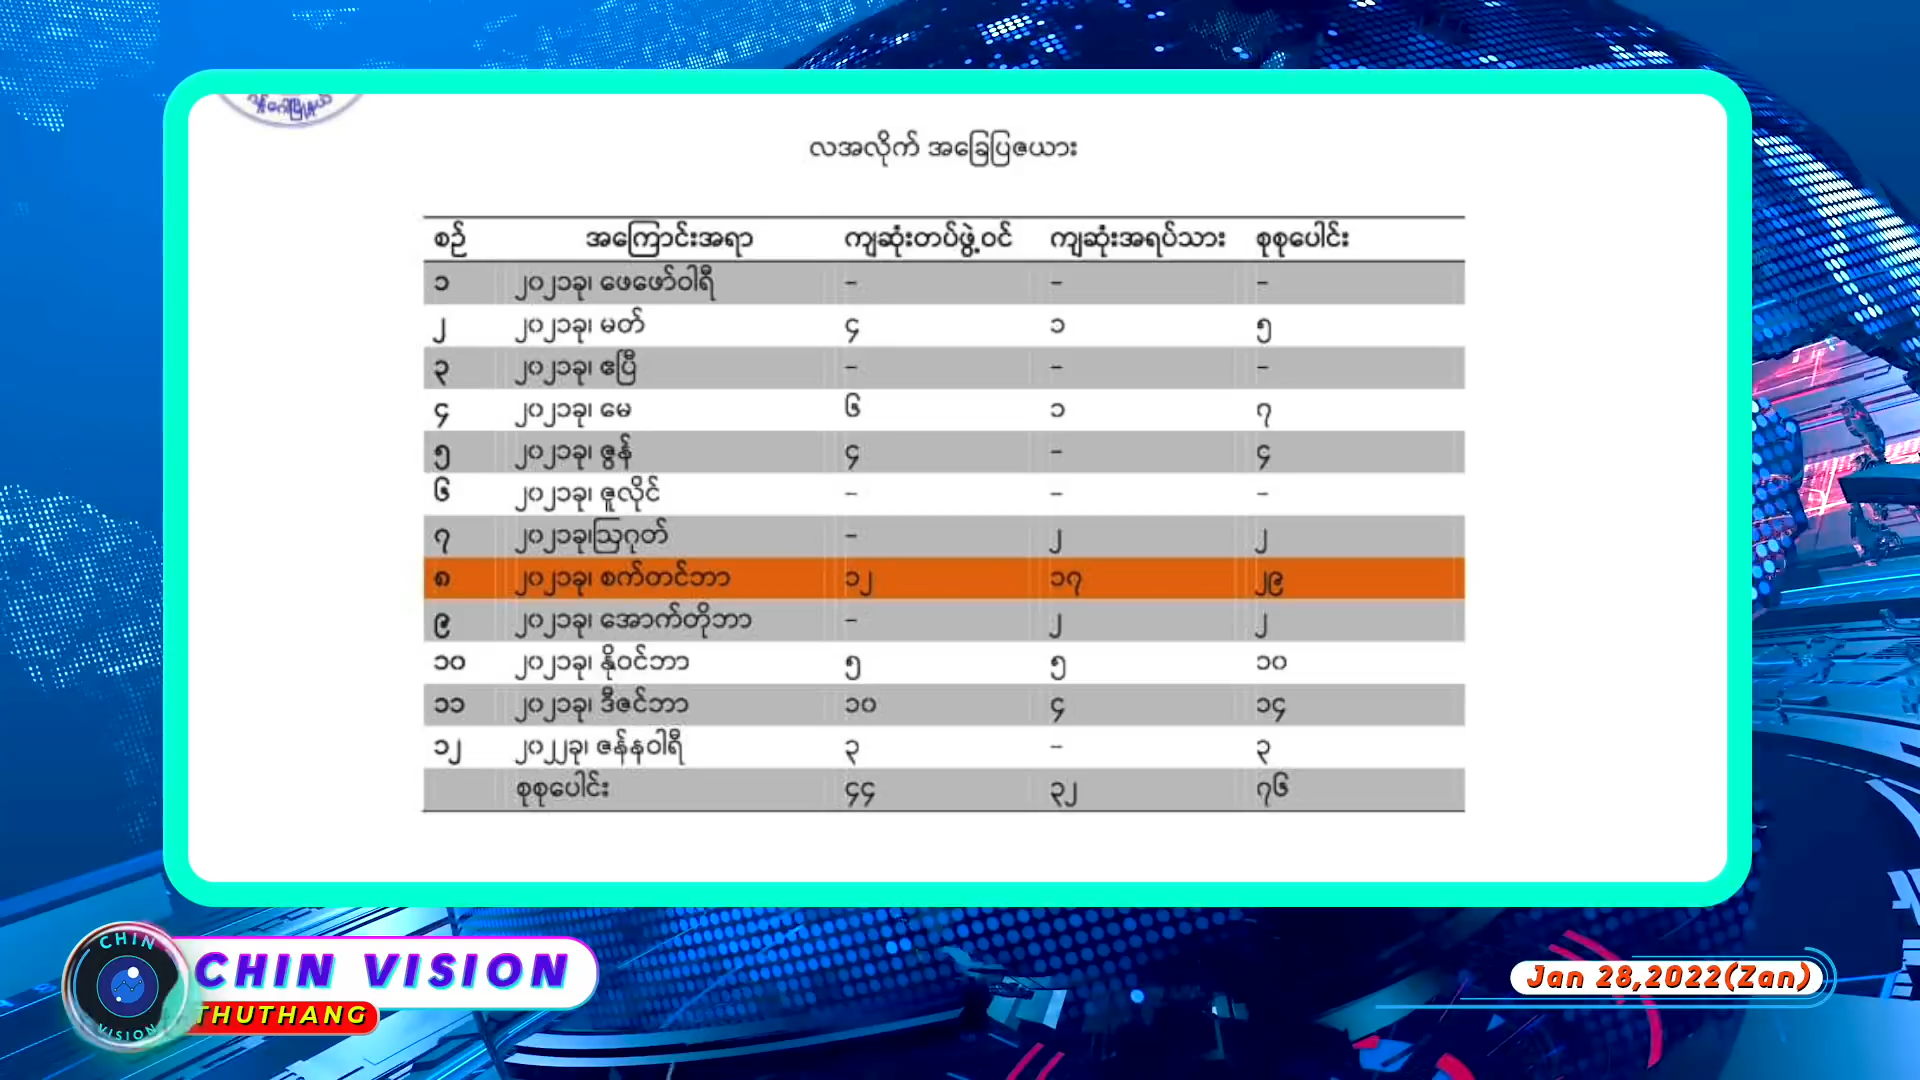 ဂန့်ဂေါမြို့နယ်
လအလိုက် အခြေပြဇယား
စဉ် အကြောင်းအရာ ကျဆုံးတပ်ဖွဲ့ဝင် ကျဆုံးအရပ်သား စုစုပေါင်း
၁ ၂၀၂၁ခု၊ ဖေဖော်ဝါရီ - - -
၂ ၂၀၂၁ခု၊ မတ် ၄ ၁ ၅
၃ ၂၀၂၁ခု၊ ဧပြီ - - -
၄ ၂၀၂၁ခု၊ မေ ၆ ၁ ၇
၅ ၂၀၂၁ခု၊ ဇွန် ၄ - ၄
၆ ၂၀၂၁ခု၊ ဇူလိုင် - - -
၇ ၂၀၂၁ခု၊ဩဂုတ် - ၂ ၂
၈ ၂၀၂၁ခု၊ စက်တင်ဘာ ၁၂ ၁၇ ၂၉
၉ ၂၀၂၁ခု၊ အောက်တိုဘာ - ၂ ၂
၁၀ ၂၀၂၁ခု၊ နိုဝင်ဘာ ၅ ၅ ၁၀
၁၁ ၂၀၂၁ခု၊ ဒီဇင်ဘာ ၁၀ ၄ ၁၄
၁၂ ၂၀၂၂ခု၊ ဇန်နဝါရီ ၃ - ၃
စုစုပေါင်း ၄၄ ၃၂ ၇၆
CHIN VISION
CHIN VISION
THUTHANG
Jan 28,2022(Zan)